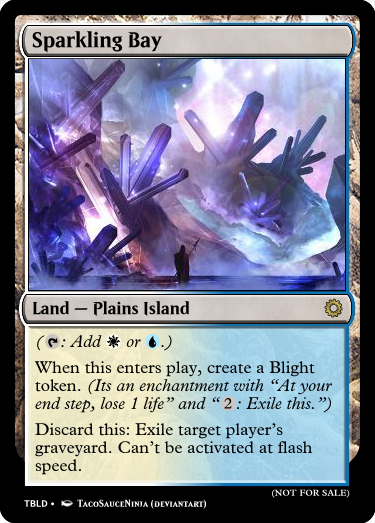 Sparkling Bay
Land — Plains Island
(T: Add W or U.)
When this enters play, create a Blight
token. (Its an enchantment with “At your
end step, lose 1 life” and “2: Exile this.”)
Discard this: Exile target player's
graveyard. Can't be activated at flash
speed.
(NOT FOR SALE)
TBLD • TacoSauceNinja (deviantart)